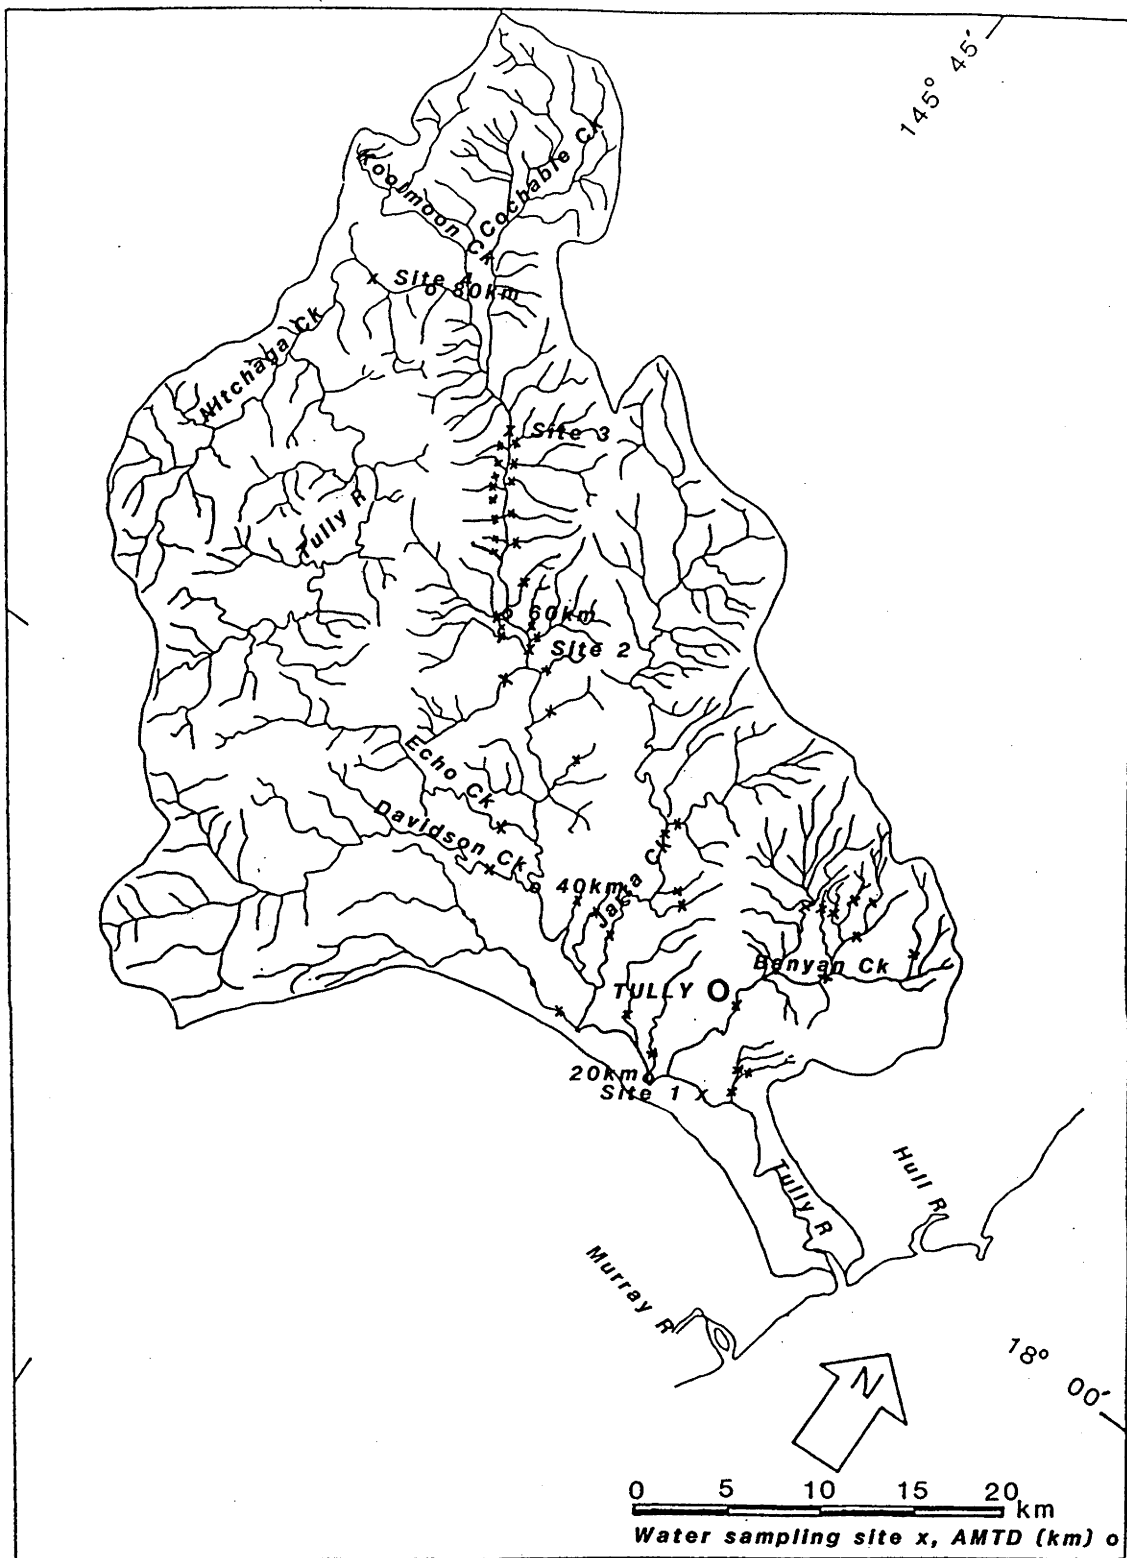 145° 45′
Koolmoon Ck
Cochable Ck
Site 4
80km
Nitchaga Ck
Site 3
Tully R
60km
Site 2
Echo Ck
Davidson Ck
40km
Jarra Ck
Banyan Ck
TULLY
20km
Site 1
Tully R
Hull R
Murray R
18° 00′
N
0 5 10 15 20 km
Water sampling site x, AMTD (km) o